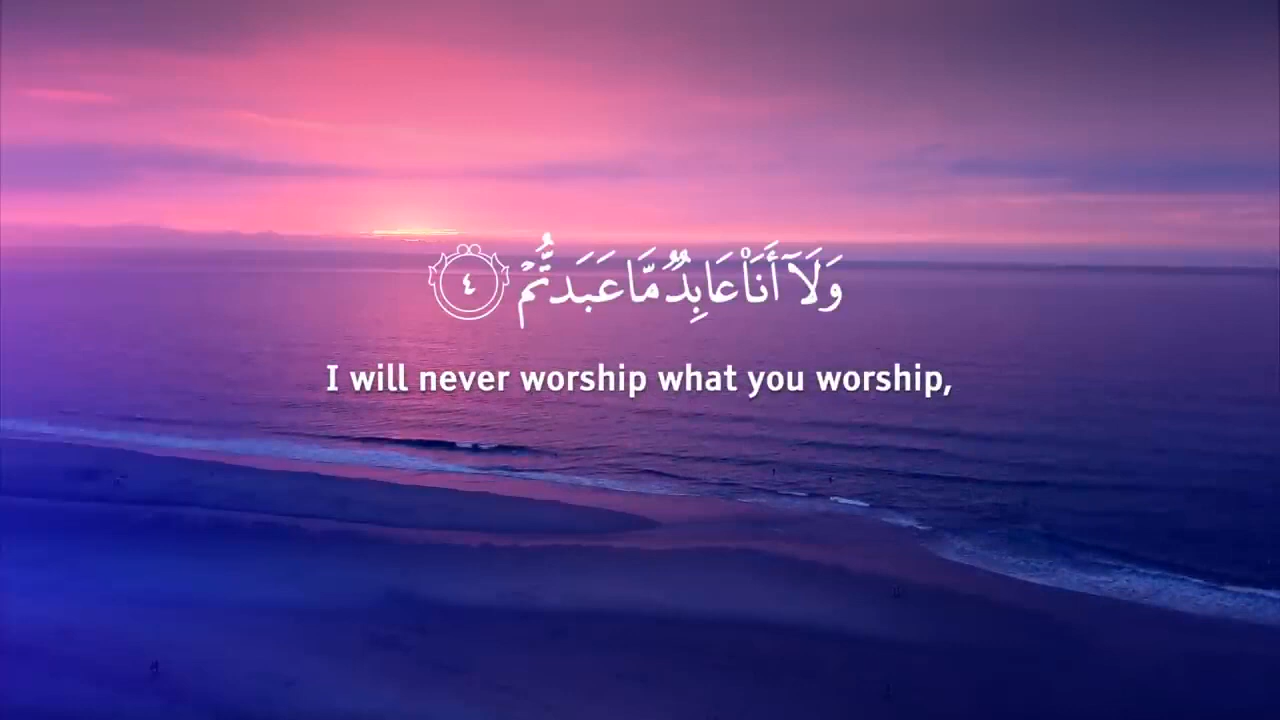 وَلَآ أَنَا۠ عَابِدٌ مَّا عَبَدتُّمْ ٤
I will never worship what you worship,